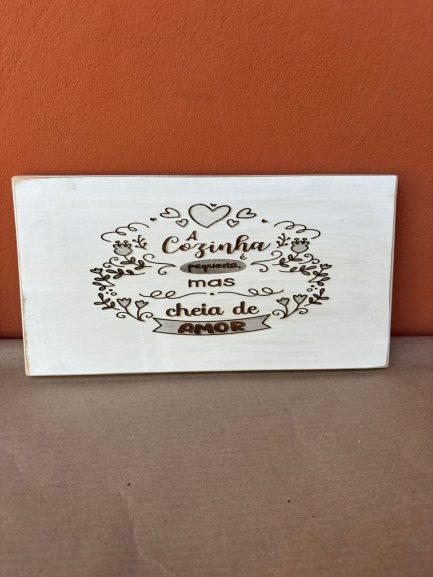 A
Cozinha
é
pequena,
mas
cheia de
AMOR